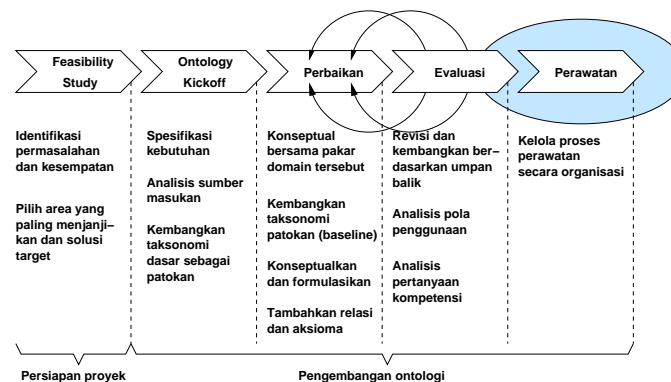 Feasibility
Study
Ontology
Kickoff
Perbaikan
Evaluasi
Perawatan
Identifikasi
permasalahan
dan kesempatan
Pilih area yang
paling menjanji–
kan dan solusi
target
Spesifikasi
kebutuhan
Analisis sumber
masukan
Kembangkan
taksonomi
dasar sebagai
patokan
Konseptual
bersama pakar
domain tersebut
Kembangkan
taksonomi
patokan (baseline)
Konseptualkan
dan formulasikan
Tambahkan relasi
dan aksioma
Revisi dan
kembangkan ber–
dasarkan umpan
balik
Analisis pola
penggunaan
Analisis
pertanyaan
kompetensi
Kelola proses
perawatan
secara organisasi
Persiapan proyek
Pengembangan ontologi